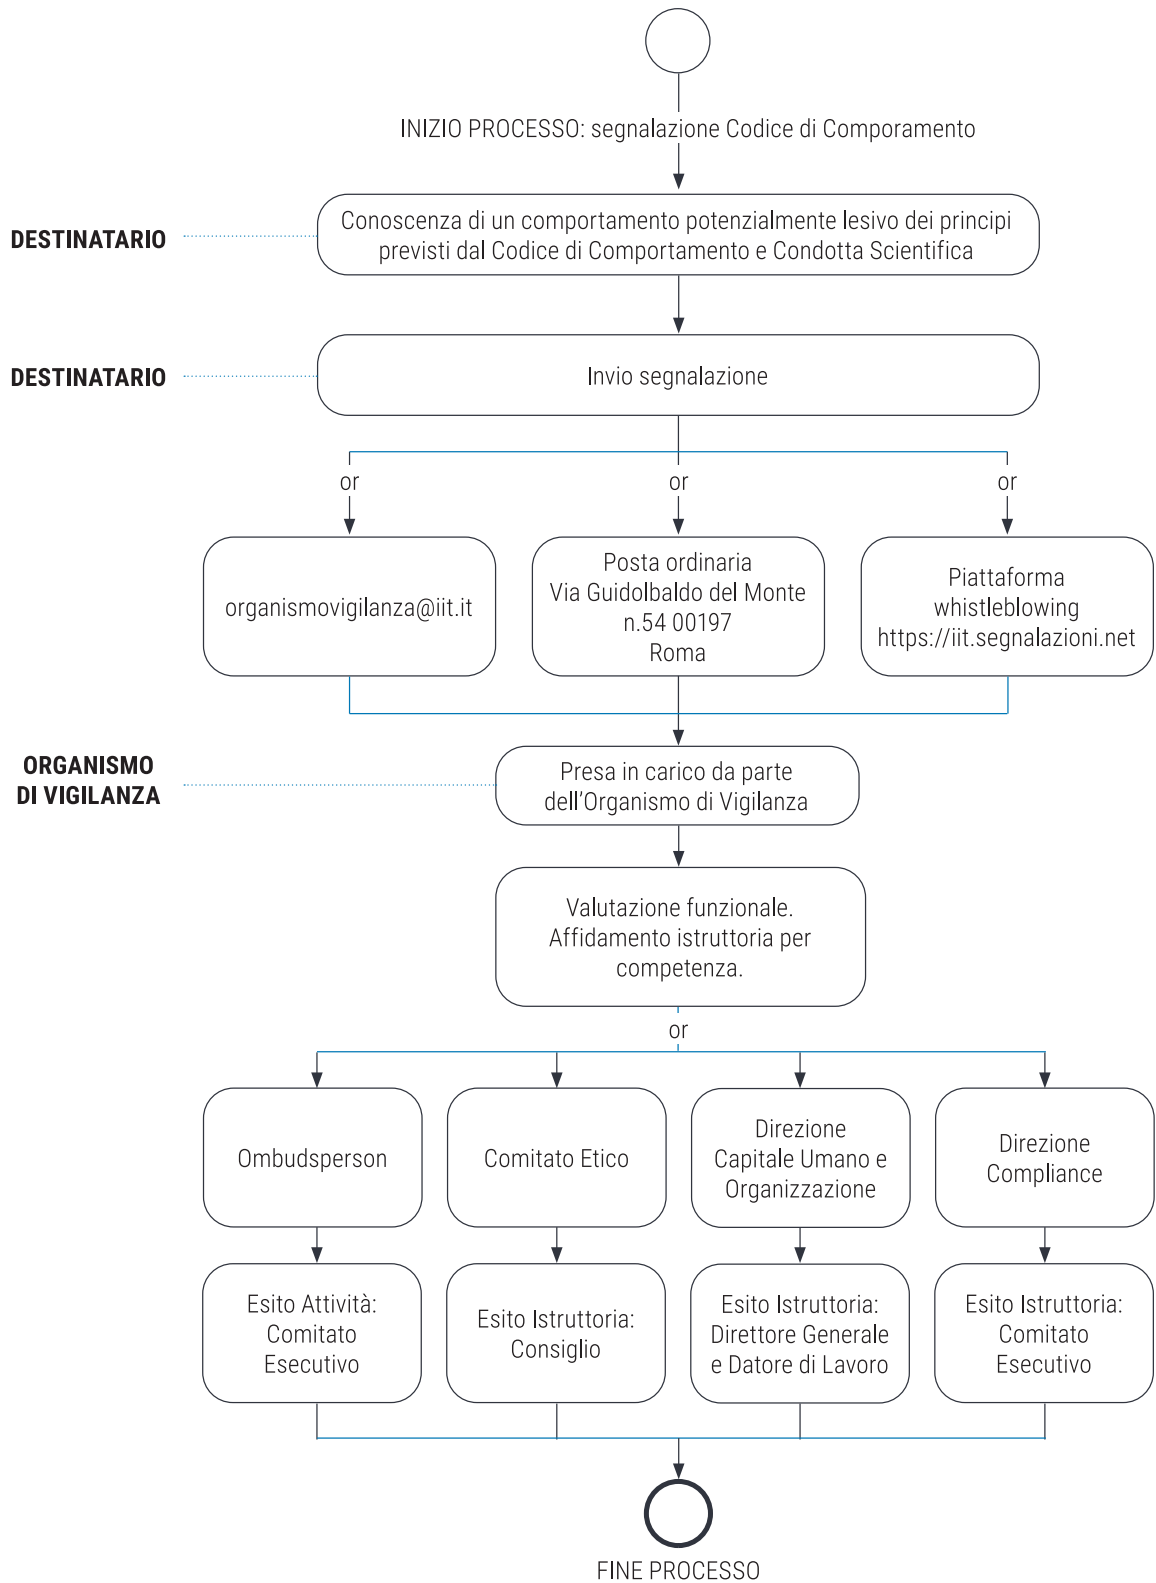 INIZIO PROCESSO: segnalazione Codice di Comporamento
DESTINATARIO
Conoscenza di un comportamento potenzialmente lesivo dei principi
previsti dal Codice di Comportamento e Condotta Scientifica
DESTINATARIO
Invio segnalazione
or
or
or
organismovigilanza@iit.it
Posta ordinaria
Via Guidolbaldo del Monte
n.54 00197
Roma
Piattaforma
whistleblowing
https://iit.segnalazioni.net
ORGANISMO
DI VIGILANZA
Presa in carico da parte
dell'Organismo di Vigilanza
Valutazione funzionale.
Affidamento istruttoria per
competenza.
or
Ombudsperson
Comitato Etico
Direzione
Capitale Umano e
Organizzazione
Direzione
Compliance
Esito Attività:
Comitato
Esecutivo
Esito Istruttoria:
Consiglio
Esito Istruttoria:
Direttore Generale
e Datore di Lavoro
Esito Istruttoria:
Comitato
Esecutivo
FINE PROCESSO